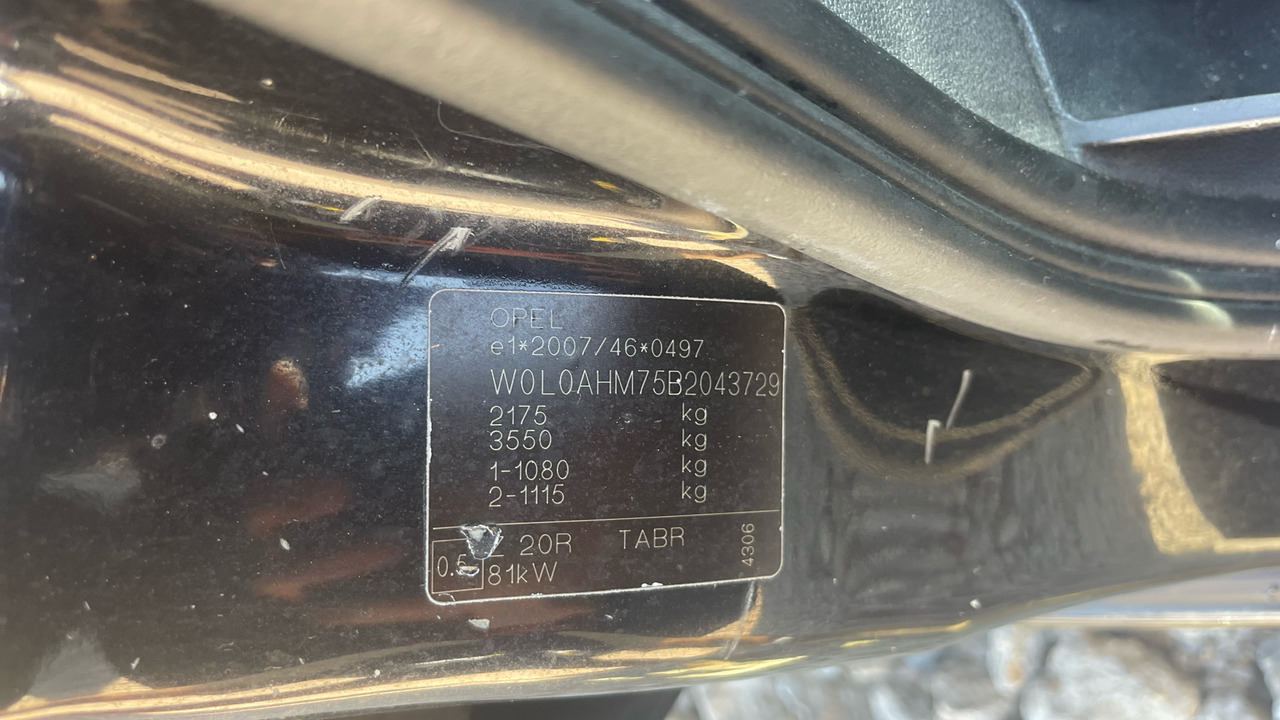 OPEL
e1*2007/46*0497
W0L0AHM75B2043729
2175 kg
3550 kg
1-1080 kg
2-1115 kg
20R TABR
4306
0.5
81kW